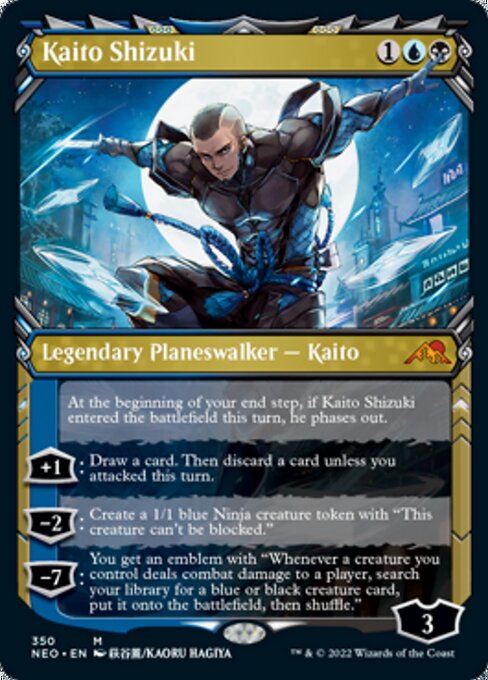 Kaito Shizuki 1
Legendary Planeswalker — Kaito
At the beginning of your end step, if Kaito Shizuki
entered the battlefield this turn, he phases out.
+1 : Draw a card. Then discard a card unless you
attacked this turn.
-2 : Create a 1/1 blue Ninja creature token with “This
creature can't be blocked.”
-7 : You get an emblem with “Whenever a creature you
control deals combat damage to a player, search
your library for a blue or black creature card,
put it onto the battlefield, then shuffle.”
3
350 M
NEO • EN 萩谷薫/KAORU HAGIYA
™ & © 2022 Wizards of the Coast